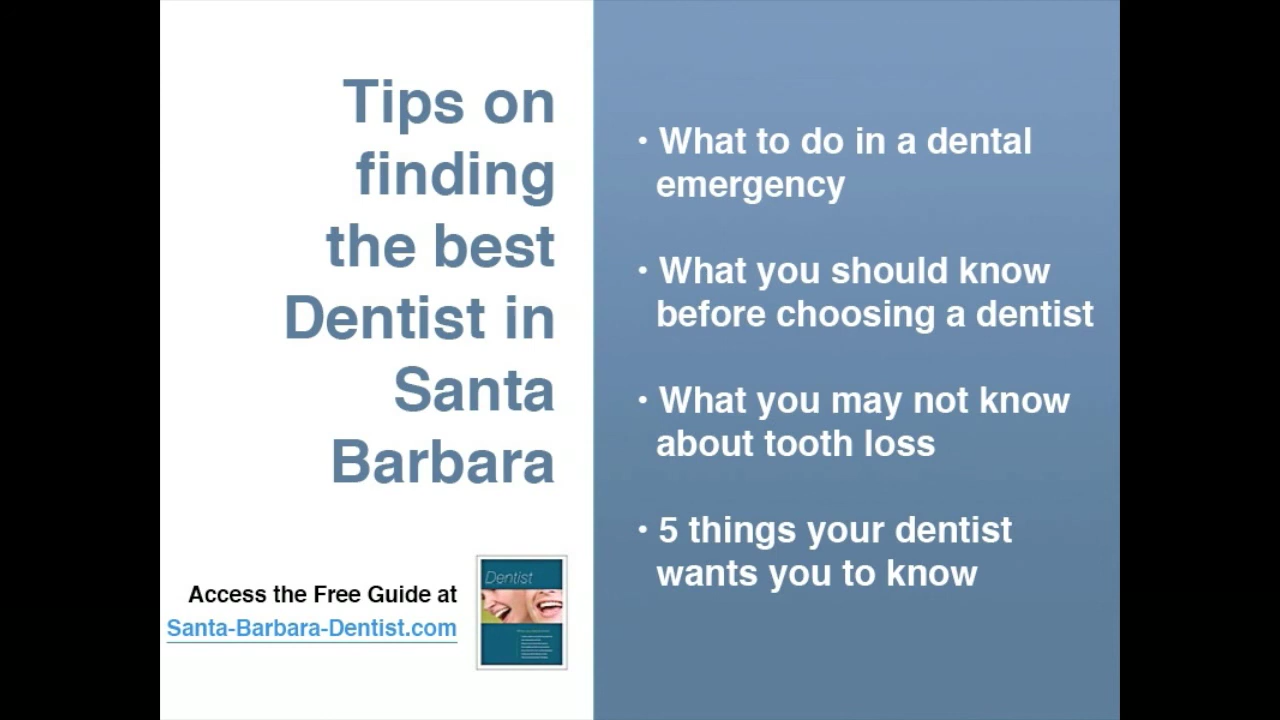 Tips on
finding
the best
Dentist in
Santa
Barbara
Access the Free Guide at
Santa-Barbara-Dentist.com
Dentist
• What to do in a dental
emergency
• What you should know
before choosing a dentist
• What you may not know
about tooth loss
• 5 things your dentist
wants you to know